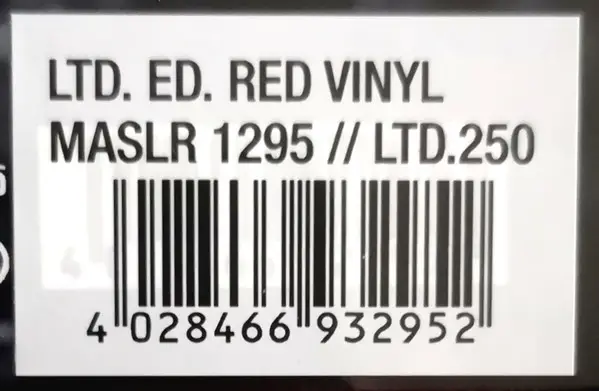 LTD. ED. RED VINYL
MASLR 1295 // LTD.250
4 028466 932952